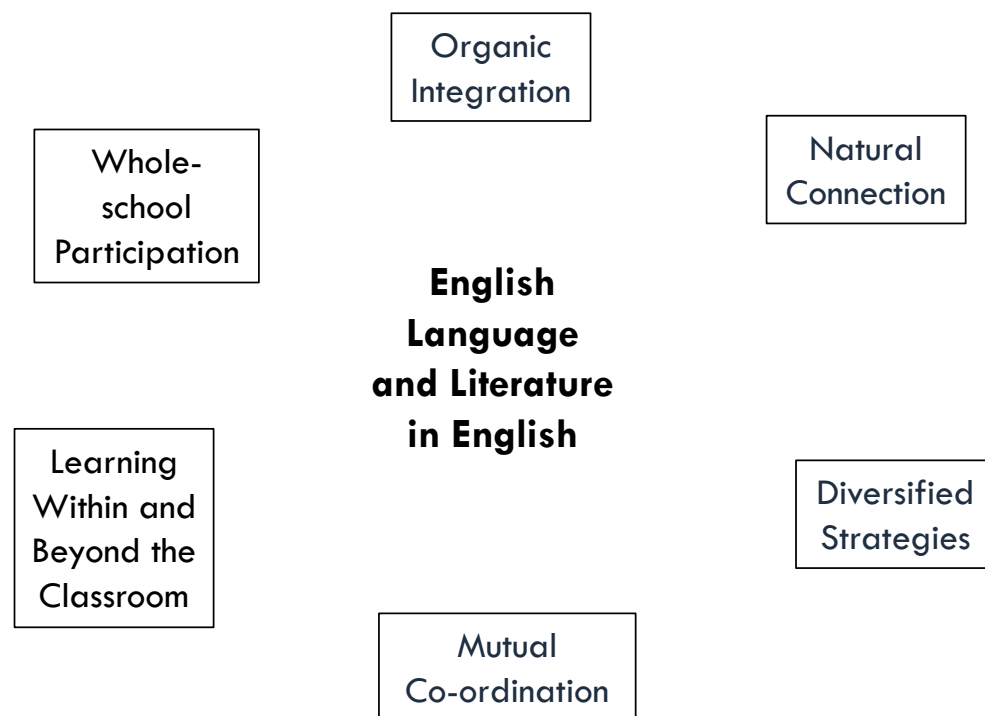 Organic
Integration
Natural
Connection
Whole-
school
Participation
English
Language
and Literature
in English
Learning
Within and
Beyond the
Classroom
Diversified
Strategies
Mutual
Co-ordination